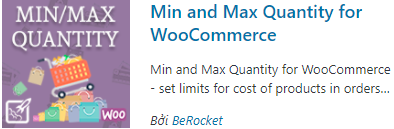 MIN/MAX
QUANTITY
WOO
Min and Max Quantity for
WooCommerce
Min and Max Quantity for WooCommerce
- set limits for cost of products in orders...
Bởi BeRocket